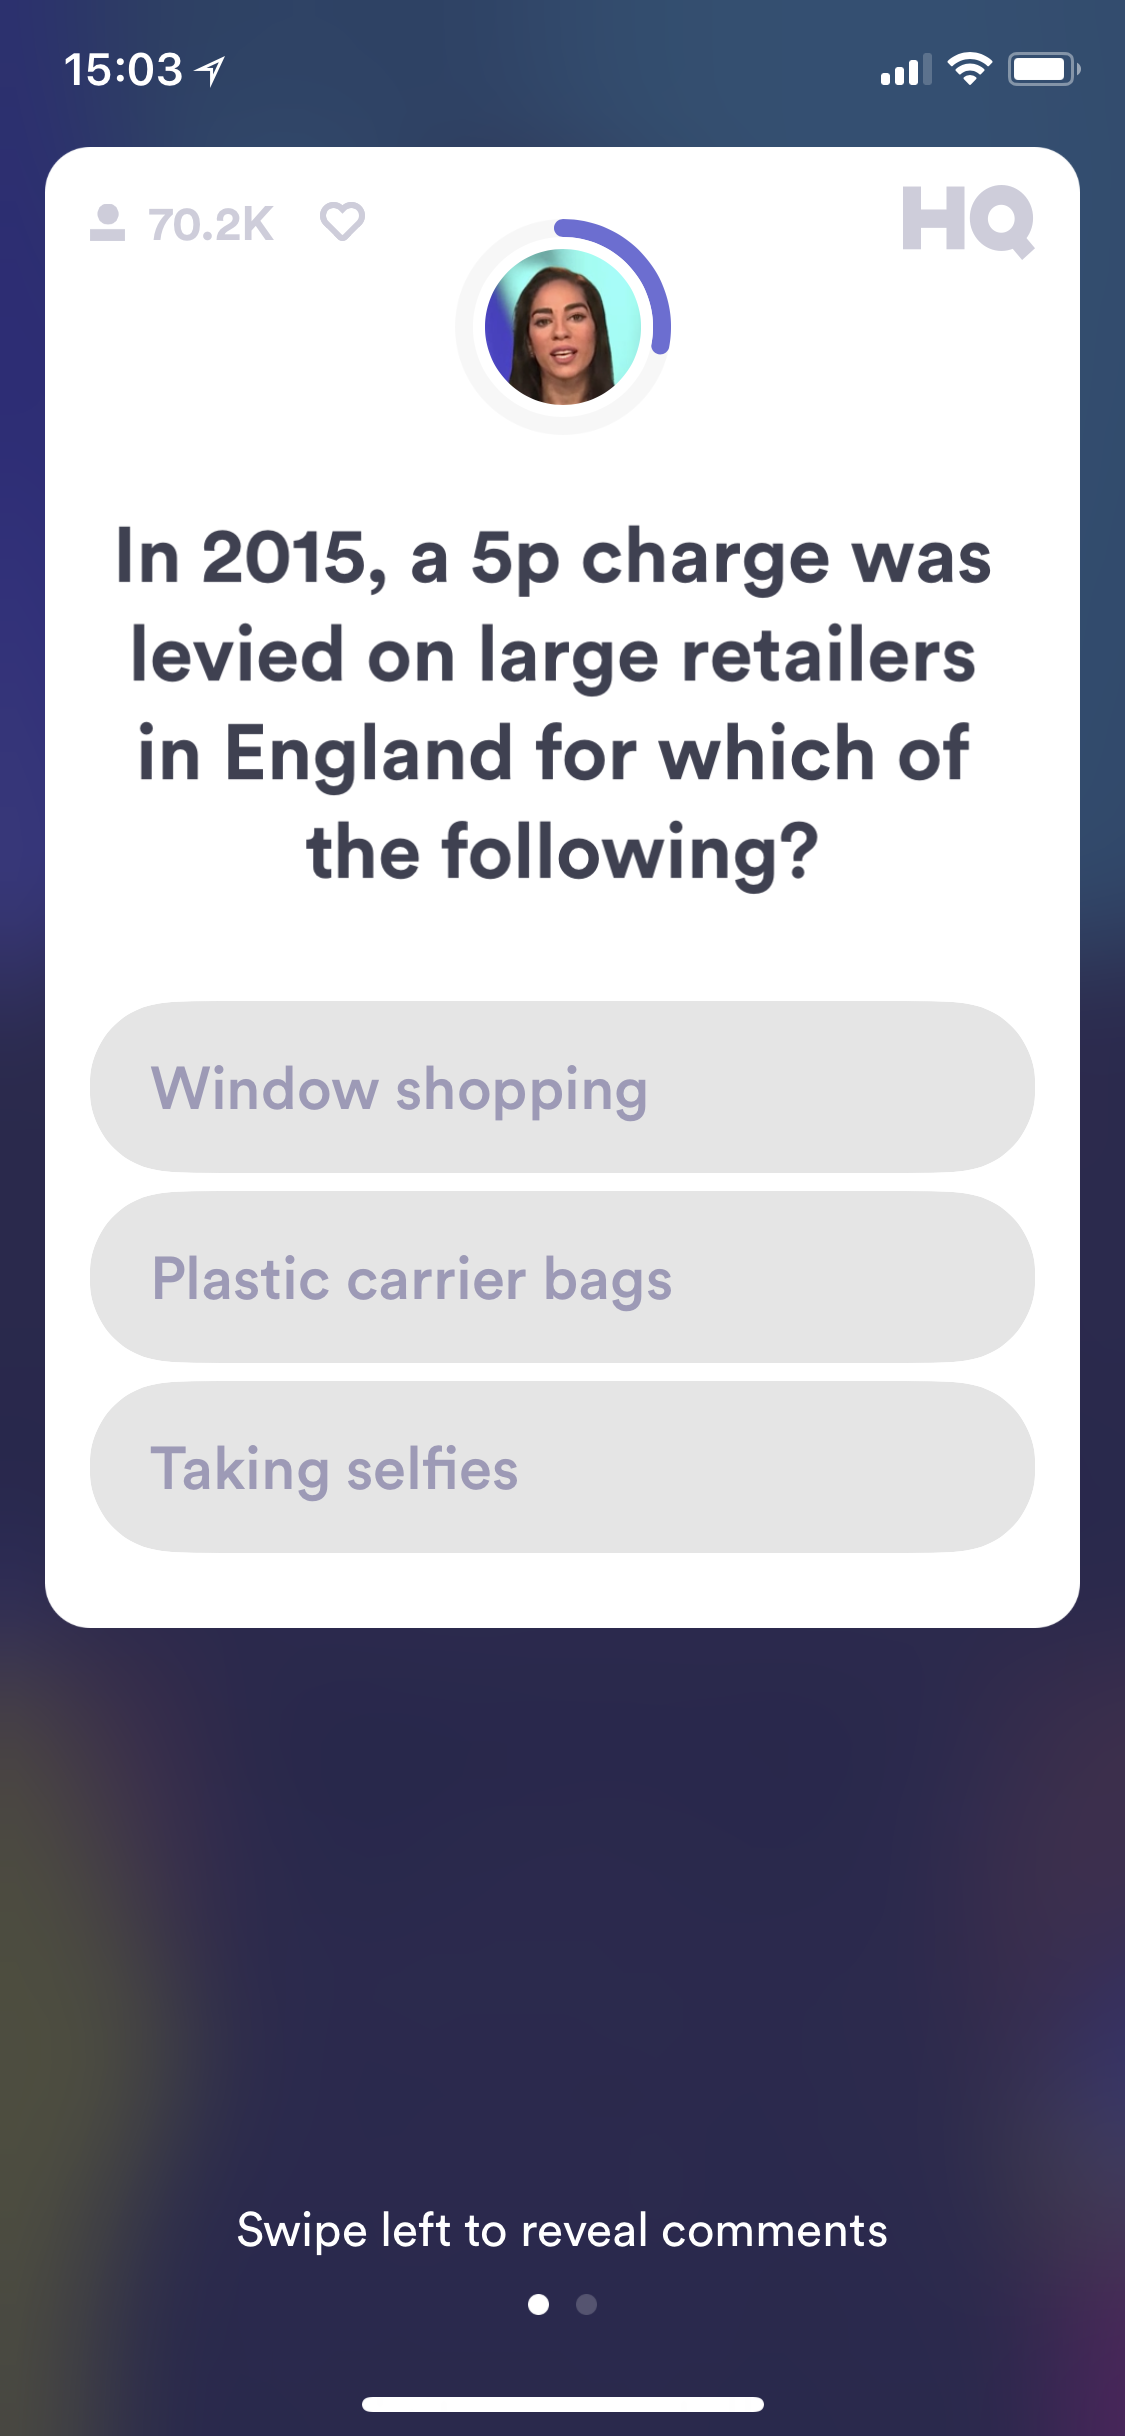 15:03
70.2K
HQ
In 2015, a 5p charge was
levied on large retailers
in England for which of
the following?
Window shopping
Plastic carrier bags
Taking selfies
Swipe left to reveal comments